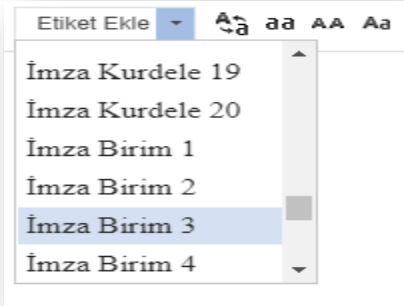 Etiket Ekle Aa aa AA Aa
İmza Kurdele 19
İmza Kurdele 20
İmza Birim 1
İmza Birim 2
İmza Birim 3
İmza Birim 4